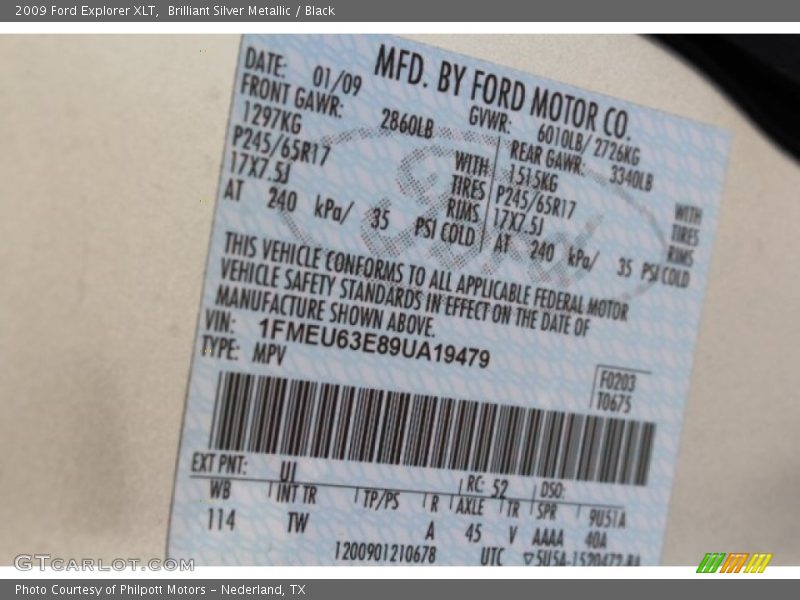 2009 Ford Explorer XLT,  Brilliant Silver Metallic / Black
MFD. BY FORD MOTOR CO.
DATE: 01/09 GVWR: 6010LB/ 2726KG
FRONT GAWR: 2860LB REAR GAWR: 3340LB
1297KG WITH 1515KG WITH
P245/65R17 TIRES P245/65R17 TIRES
17X7.5J RIMS 17X7.5J RIMS
AT 240 kPa/ 35 PSI COLD AT 240 kPa/ 35 PSI COLD
THIS VEHICLE CONFORMS TO ALL APPLICABLE FEDERAL MOTOR
VEHICLE SAFETY STANDARDS IN EFFECT ON THE DATE OF
MANUFACTURE SHOWN ABOVE.
VIN: 1FMEU63E89UA19479
TYPE: MPV
F0203
T0675
EXT PNT: UI RC: 52 DSO:
WB INT TR TP/PS R AXLE TR SPR 9U51A
114 TW A 45 V AAAA 40A
1200901210678 UTC
GTCARLOT.COM
Photo Courtesy of Philpott Motors – Nederland, TX